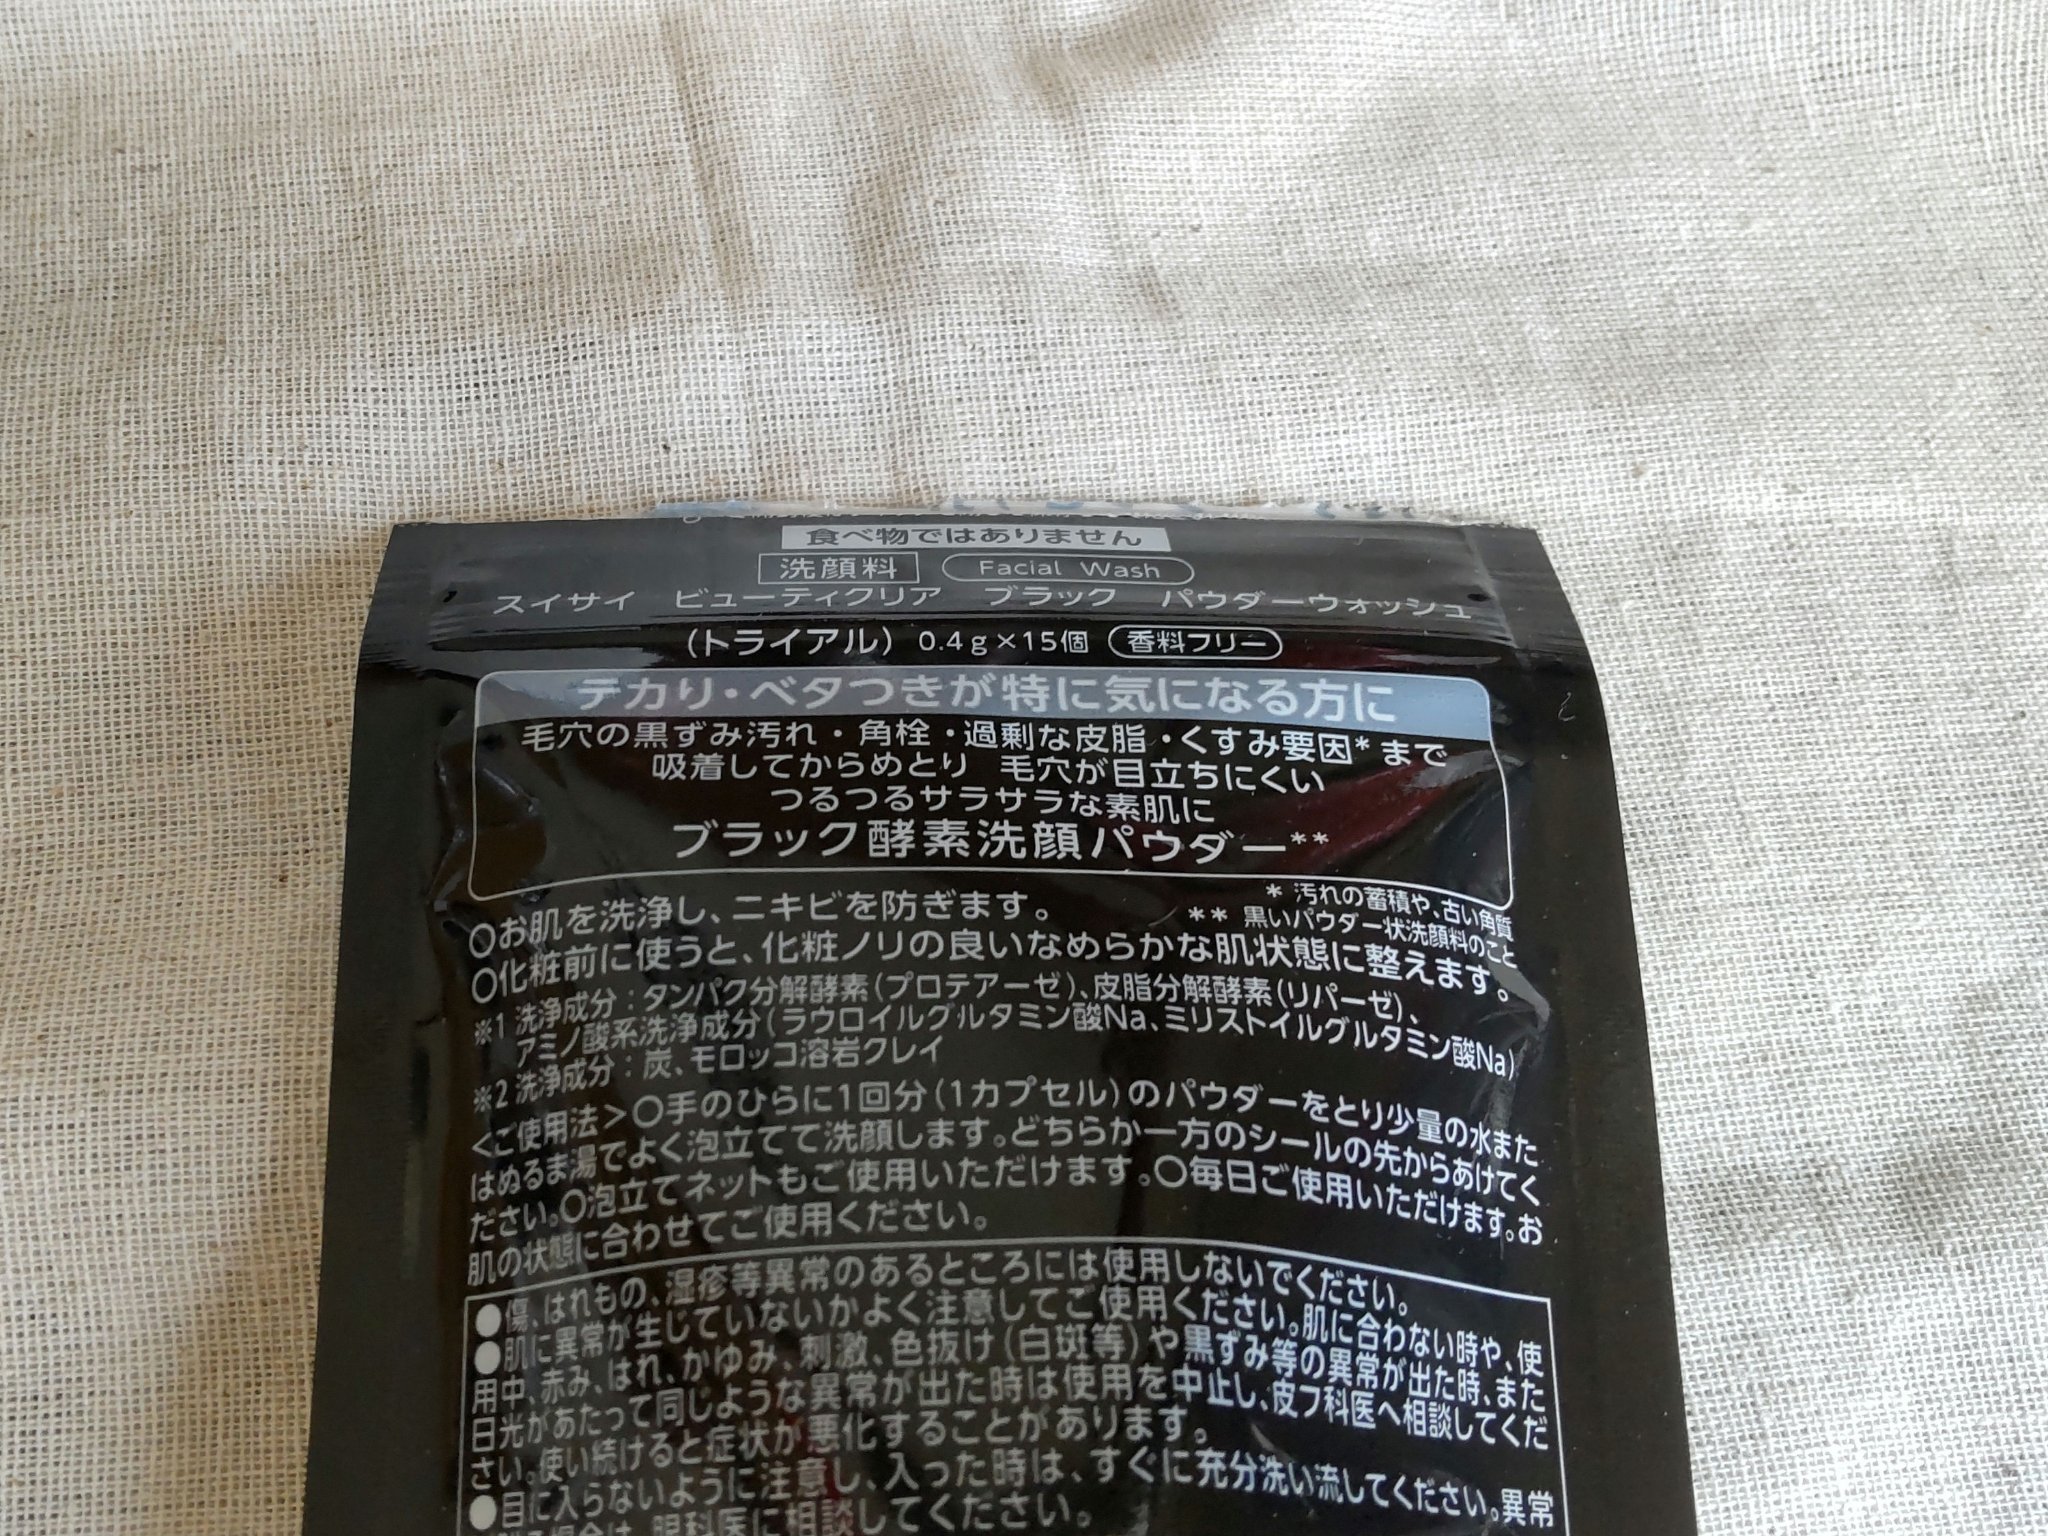 食べ物ではありません
洗顔料 Facial Wash
スイサイ ビューティクリア ブラック パウダーウォッシュ
(トライアル) 0.4g×15個 香料フリー
テカリ・ベタつきが特に気になる方に
毛穴の黒ずみ汚れ・角栓・過剰な皮脂・くすみ要因*まで
吸着してからめとり 毛穴が目立ちにくい
つるつるサラサラな素肌に
ブラック酵素洗顔パウダー**
* 汚れの蓄積や、古い角質
** 黒いパウダー状洗顔料のこと
○お肌を洗浄し、ニキビを防ぎます。
○化粧前に使うと、化粧ノリの良いなめらかな肌状態に整えます。
※1 洗浄成分:タンパク分解酵素(プロテアーゼ)、皮脂分解酵素(リパーゼ)、
アミノ酸系洗浄成分(ラウロイルグルタミン酸Na、ミリストイルグルタミン酸Na)
※2 洗浄成分:炭、モロッコ溶岩クレイ
<ご使用法>○手のひらに1回分(1カプセル)のパウダーをとり少量の水また
はぬるま湯でよく泡立てて洗顔します。どちらか一方のシールの先からあけてく
ださい。○泡立てネットもご使用いただけます。○毎日ご使用いただけます。お
肌の状態に合わせてご使用ください。
●傷、はれもの、湿疹等異常のあるところには使用しないでください。
●肌に異常が生じていないかよく注意してご使用ください。肌に合わない時や、使
用中、赤み、はれ、かゆみ、刺激、色抜け(白斑等)や黒ずみ等の異常が出た時、また
日光があたって同じような異常が出た時は使用を中止し、皮フ科医へ相談してくだ
さい。使い続けると症状が悪化することがあります。
●目に入らないように注意し、入った時は、すぐに充分洗い流してください。異常
場合は、眼科医に相談してください。